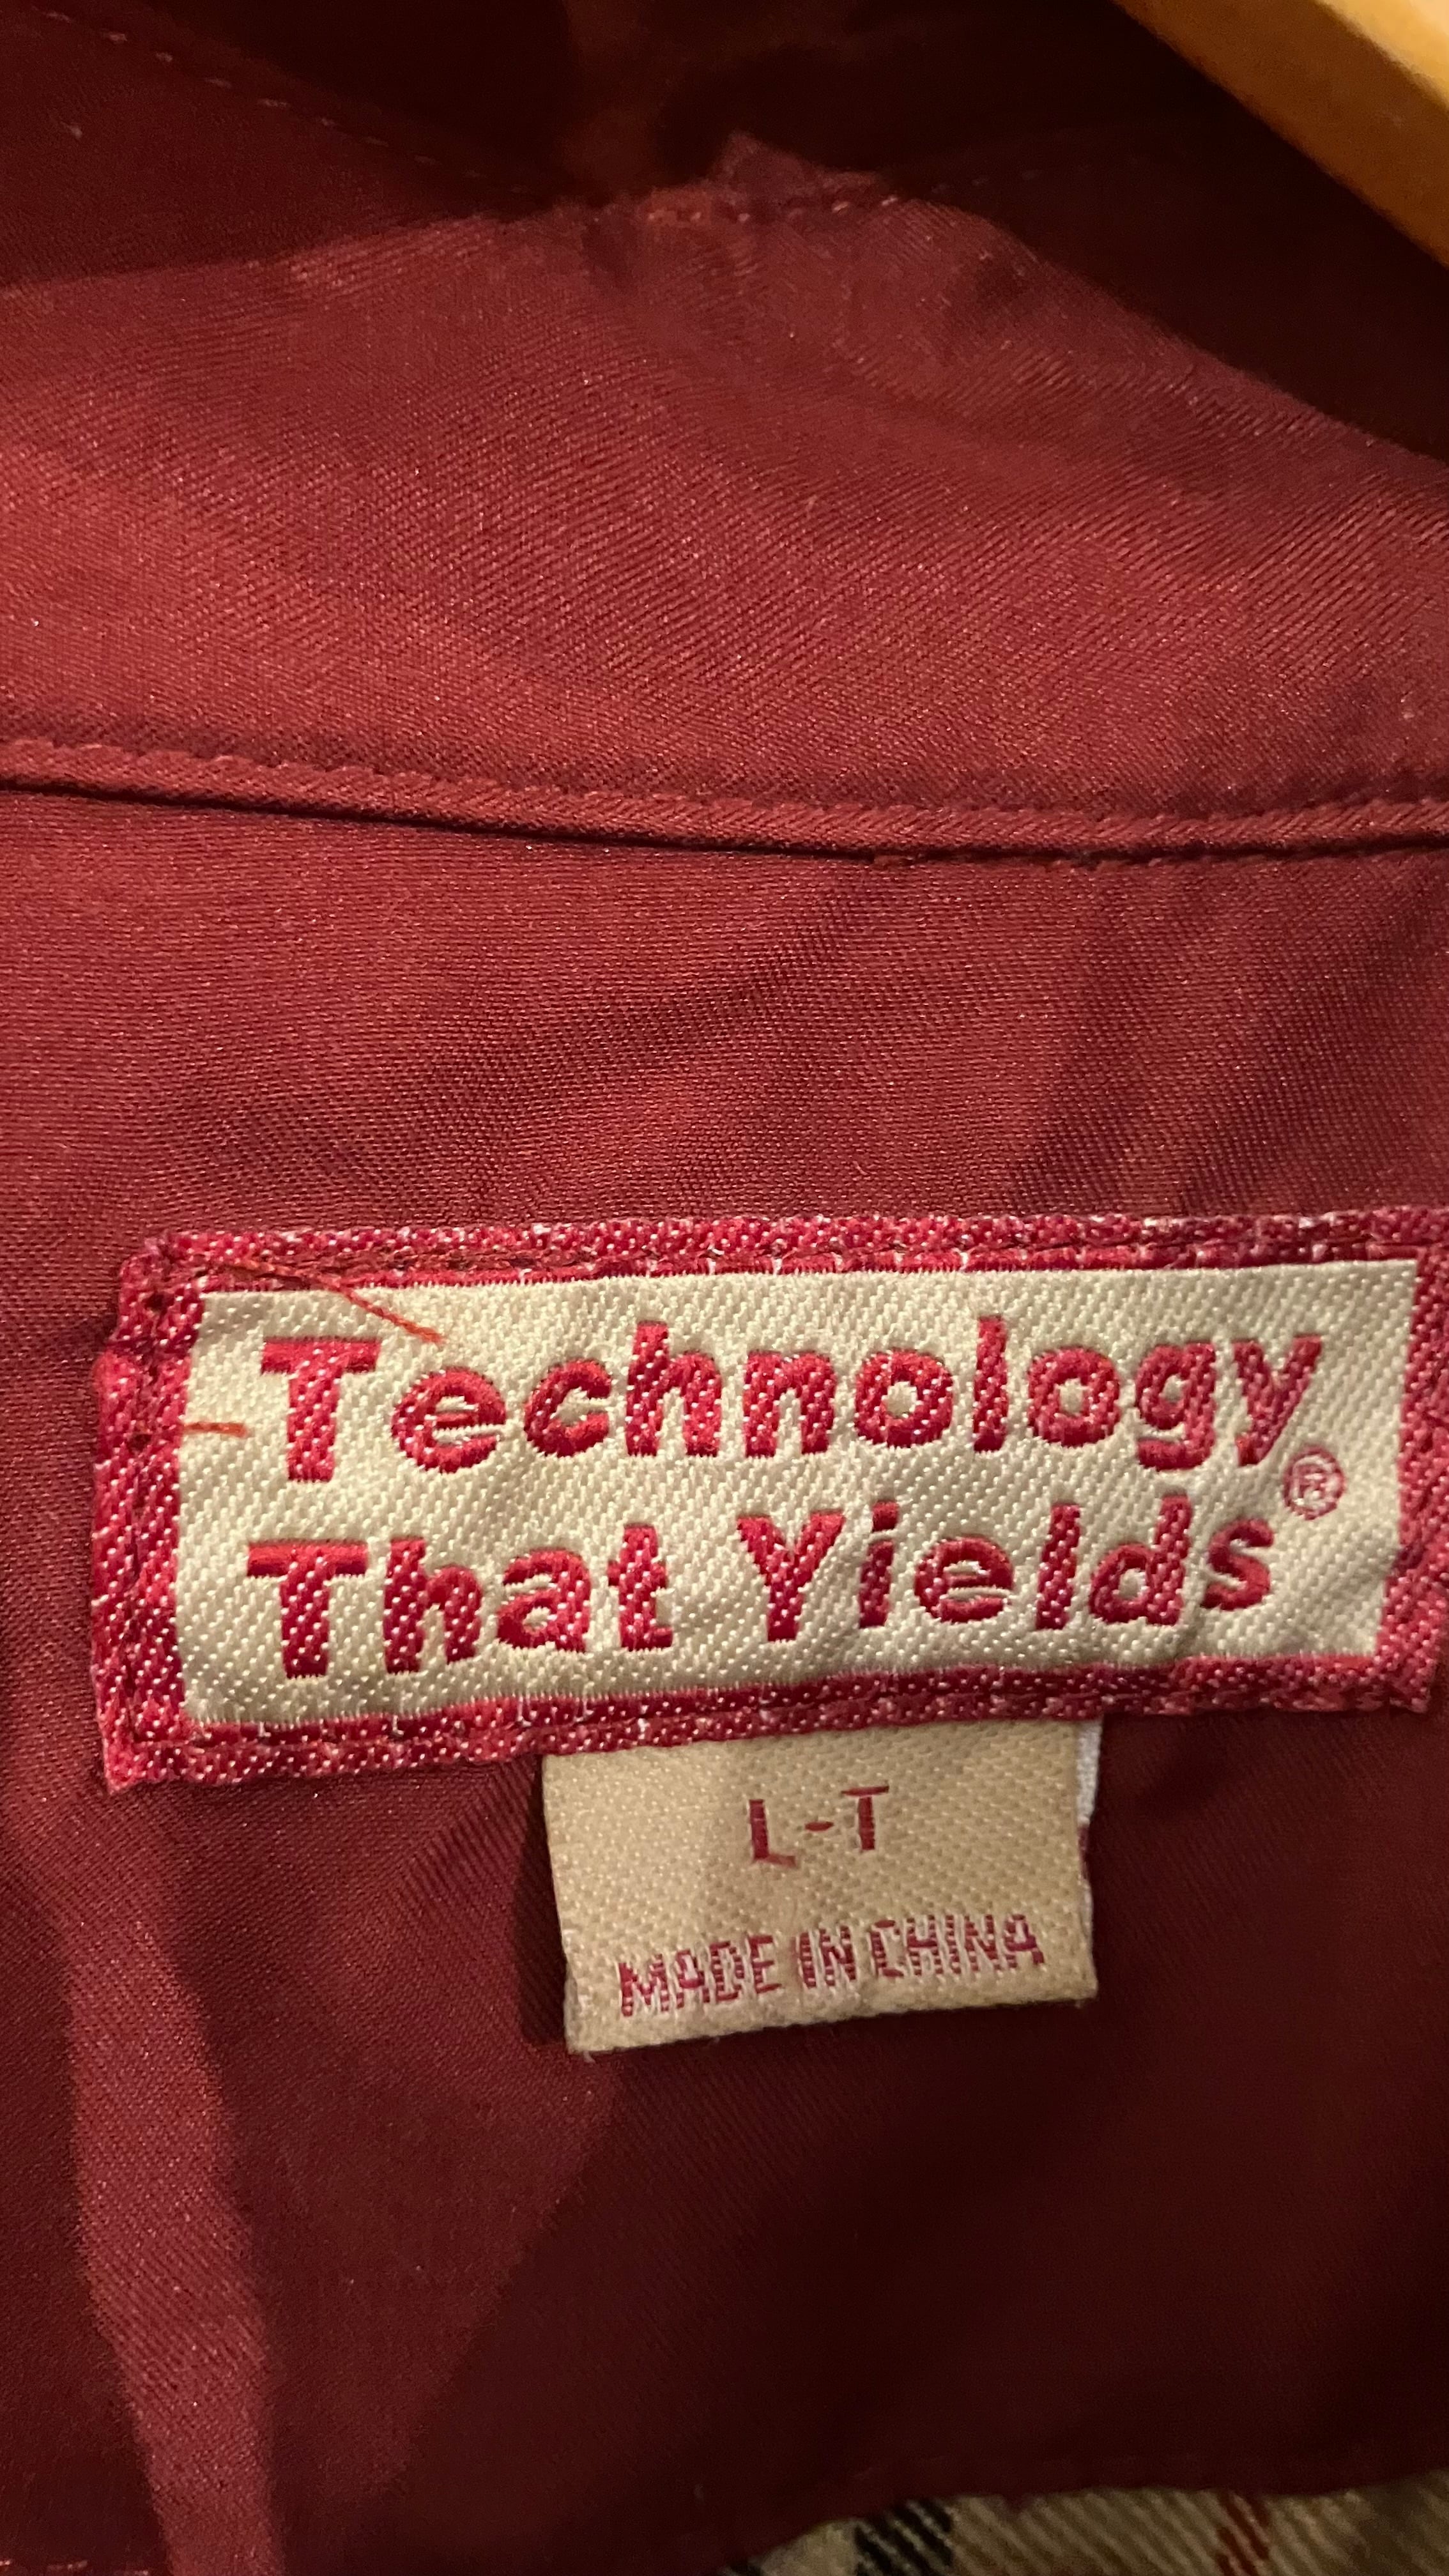 Technology
That Yields®
L-T
MADE IN CHINA